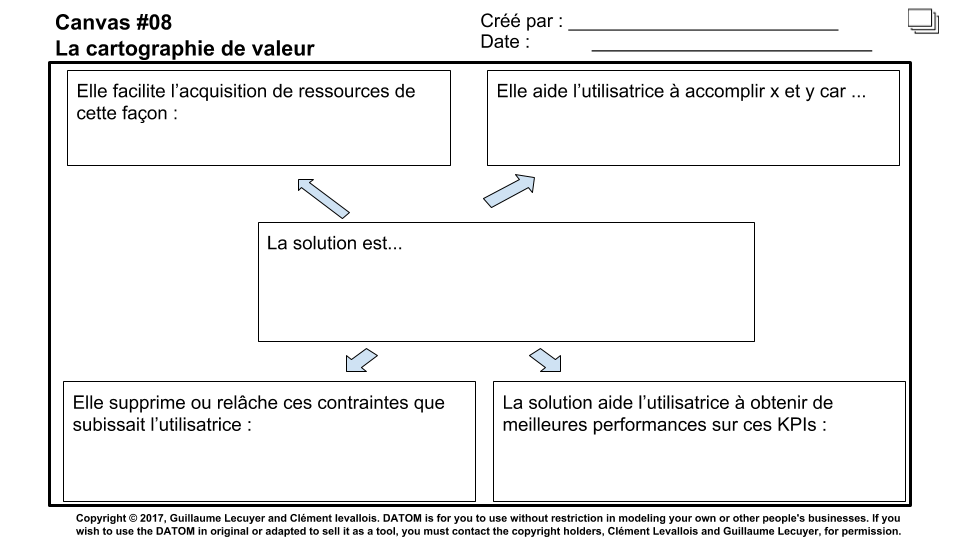 Canvas #08
La cartographie de valeur
Créé par : ____________________________
Date : ____________________________
Elle facilite l’acquisition de ressources de
cette façon :
Elle aide l’utilisatrice à accomplir x et y car ...
La solution est...
Elle supprime ou relâche ces contraintes que
subissait l’utilisatrice :
La solution aide l’utilisatrice à obtenir de
meilleures performances sur ces KPIs :
Copyright © 2017, Guillaume Lecuyer and Clément levallois. DATOM is for you to use without restriction in modeling your own or other people’s businesses. If you
wish to use the DATOM in original or adapted to sell it as a tool, you must contact the copyright holders, Clément Levallois and Guillaume Lecuyer, for permission.